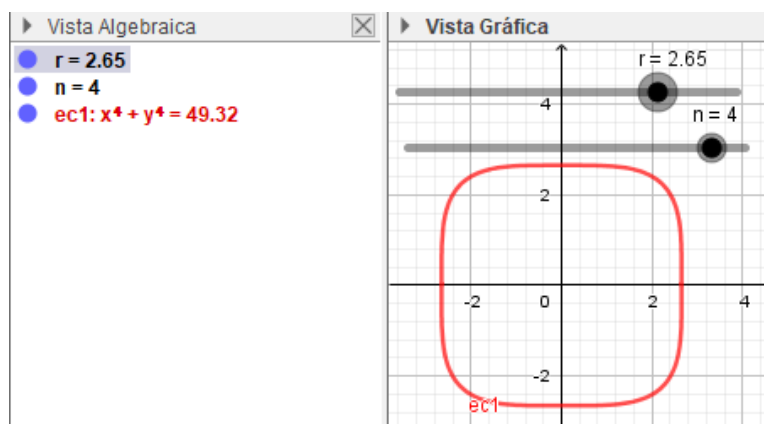 Vista Algebraica
r = 2.65
n = 4
ec1: x⁴ + y⁴ = 49.32
Vista Gráfica
r = 2.65
4
n = 4
2
-2
0
2
4
-2
ec1